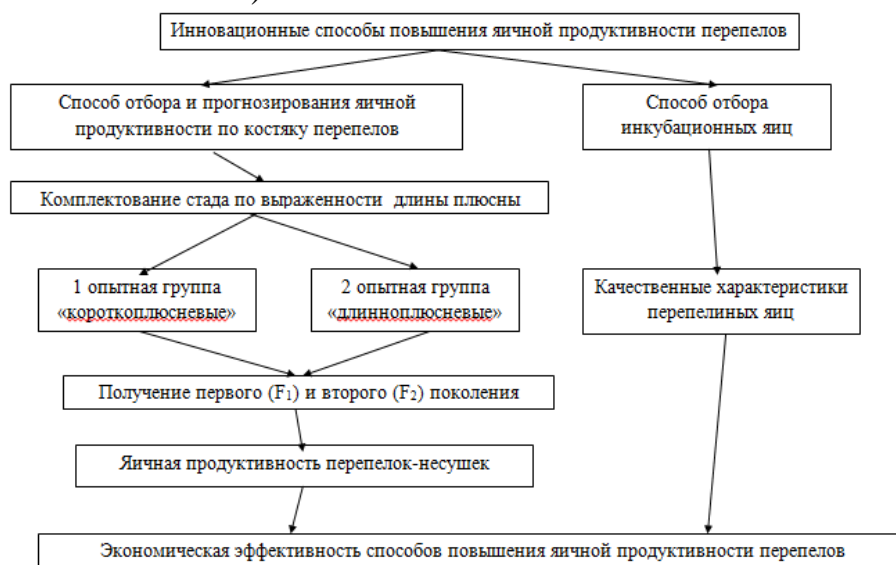 Инновационные способы повышения яичной продуктивности перепелов
Способ отбора и прогнозирования яичной
продуктивности по костяку перепелов
Способ отбора
инкубационных яиц
Комплектование стада по выраженности длины плюсны
1 опытная группа
«короткоплюсневые»
2 опытная группа
«длинноплюсневые»
Качественные характеристики
перепелиных яиц
Получение первого (F₁) и второго (F₂) поколения
Яичная продуктивность перепелок-несушек
Экономическая эффективность способов повышения яичной продуктивности перепелов